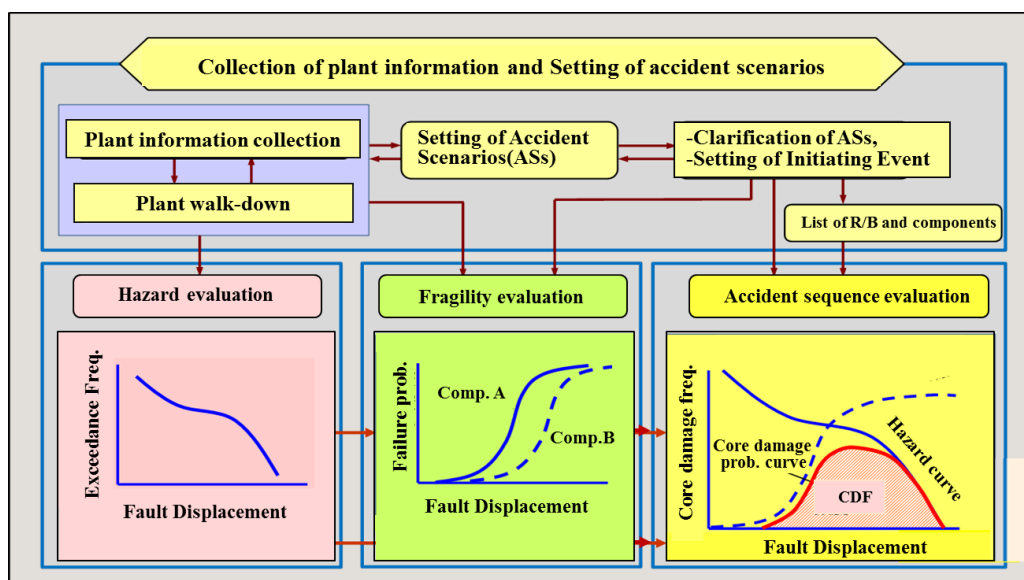 Collection of plant information and Setting of accident scenarios
Plant information collection
Plant walk-down
Setting of Accident
Scenarios(ASs)
-Clarification of ASs,
-Setting of Initiating Event
List of R/B and components
Hazard evaluation
Exceedance Freq.
Fault Displacement
Fragility evaluation
Failure prob.
Comp. A
Comp.B
Fault Displacement
Accident sequence evaluation
Core damage freq.
Core damage
prob. curve
Hazard curve
CDF
Fault Displacement